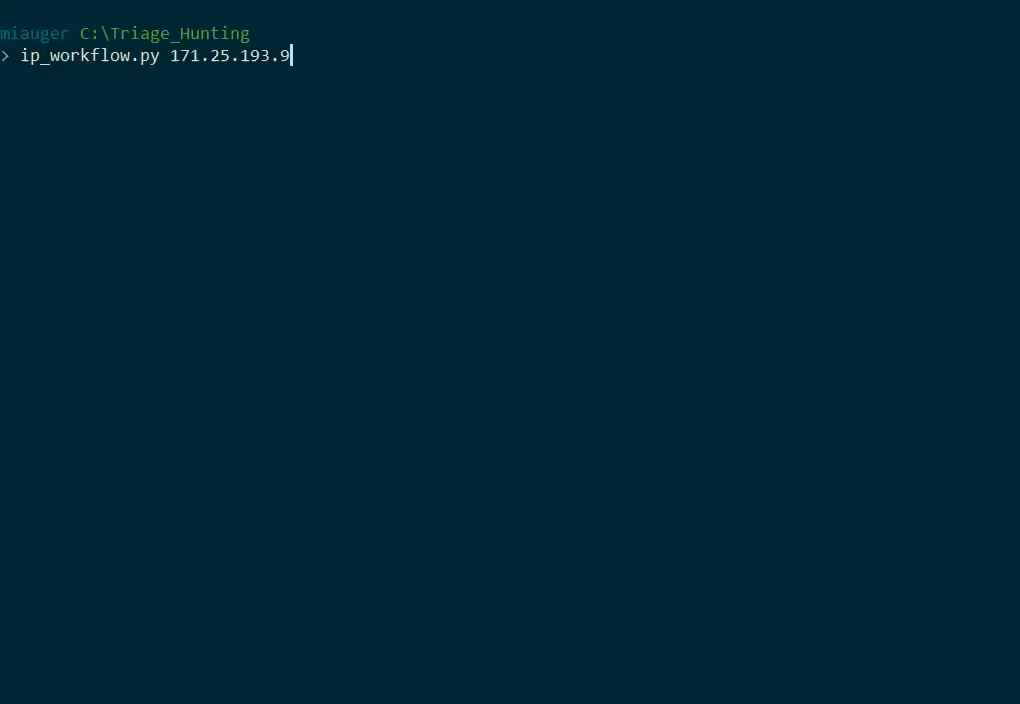 miauger C:\Triage_Hunting
> ip_workflow.py 171.25.193.9